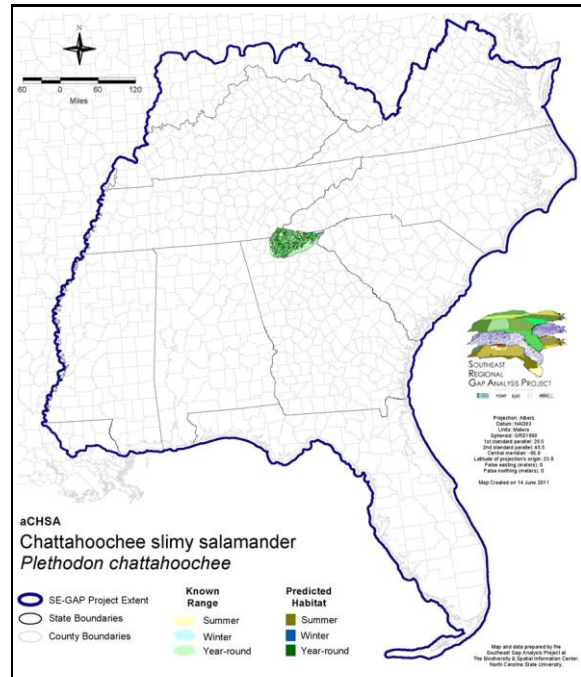 N
60 0 60 120
Miles
SOUTHEAST
REGIONAL
GAP ANALYSIS PROJECT
Projection: Albers
Datum: NAD83
Units: Meters
Spheroid: GRS1980
1st standard parallel: 29.5
2nd standard parallel: 45.5
Central meridian: -96.0
Latitude of projection's origin: 23.0
False easting (meters): 0
False northing (meters): 0
Map Created on 14 June 2011
aCHSA
Chattahoochee slimy salamander
Plethodon chattahoochee
SE-GAP Project Extent
State Boundaries
County Boundaries
Known
Range
Summer
Winter
Year-round
Predicted
Habitat
Summer
Winter
Year-round
Map and data prepared by the
Southeast Gap Analysis Project at
The Biodiversity & Spatial Information Center,
North Carolina State University.